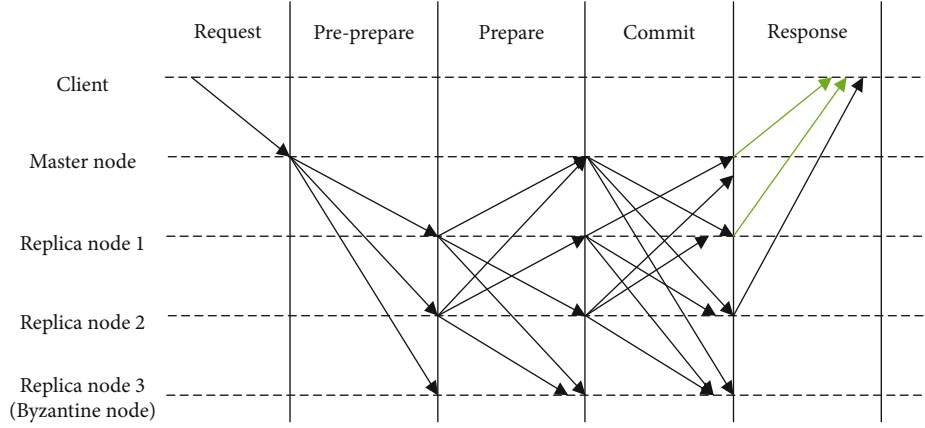 Request
Pre-prepare
Prepare
Commit
Response
Client
Master node
Replica node 1
Replica node 2
Replica node 3
(Byzantine node)